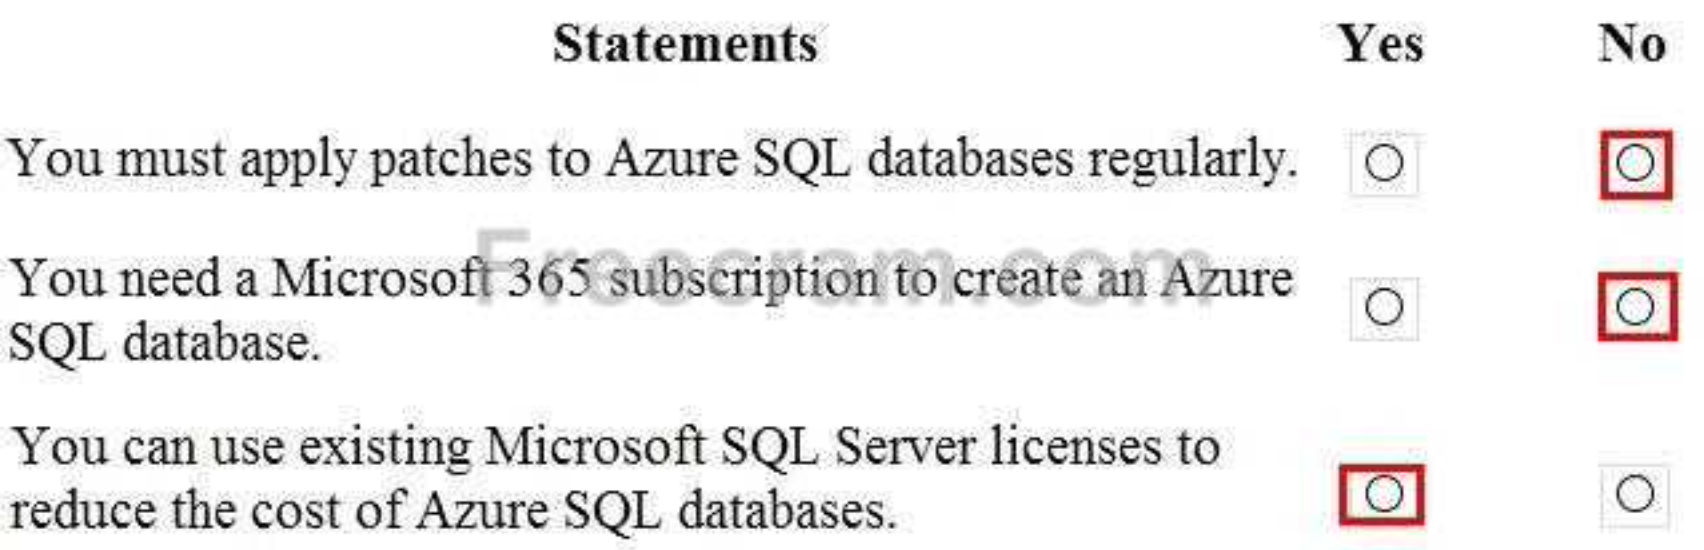 Statements Yes No
You must apply patches to Azure SQL databases regularly.
Freecram.com
You need a Microsoft 365 subscription to create an Azure
SQL database.
You can use existing Microsoft SQL Server licenses to
reduce the cost of Azure SQL databases.